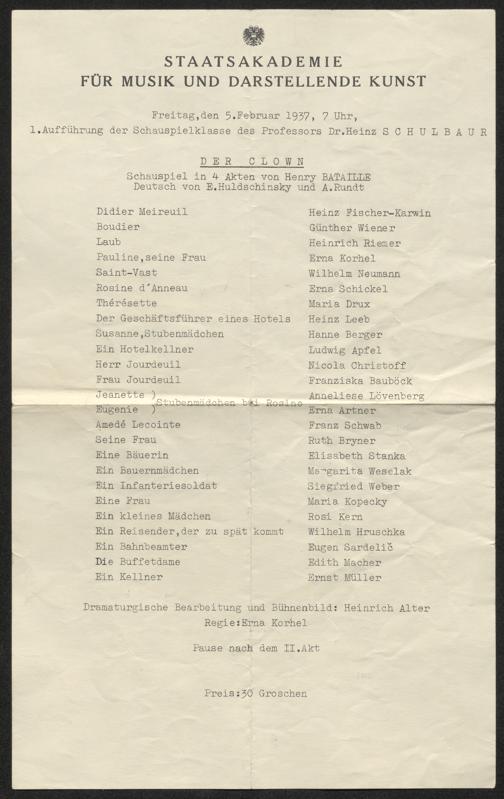 STAATSAKADEMIE
FÜR MUSIK UND DARSTELLENDE KUNST
Freitag,den 5.Februar 1937, 7 Uhr,
1.Aufführung der Schauspielklasse des Professors Dr.Heinz S C H U L B A U R
D E R   C L O W N
Schauspiel in 4 Akten von Henry BATAILLE
Deutsch von E.Huldschinsky und A.Rundt
Didier Meireuil Heinz Fischer-Karwin
Boudier Günther Wiener
Laub Heinrich Riemer
Pauline,seine Frau Erna Korhel
Saint-Vast Wilhelm Neumann
Rosine d'Anneau Erna Schickel
Thérésette Maria Drux
Der Geschäftsführer eines Hotels Heinz Leeb
Susanne,Stubenmädchen Hanne Berger
Ein Hotelkellner Ludwig Apfel
Herr Jourdeuil Nicola Christoff
Frau Jourdeuil Franziska Bauböck
Jeanette ) Anneliese Lövenberg
Stubenmädchen bei Rosine
Eugenie ) Erna Artner
Amedé Lecointe Franz Schwab
Seine Frau Ruth Bryner
Eine Bäuerin Elisabeth Stanka
Ein Bauernmädchen Margarita Weselak
Ein Infanteriesoldat Siegfried Weber
Eine Frau Maria Kopecky
Ein kleines Mädchen Rosi Kern
Ein Reisender,der zu spät kommt Wilhelm Hruschka
Ein Bahnbeamter Eugen Sardelič
Die Buffetdame Edith Macher
Ein Kellner Ernst Müller
Dramaturgische Bearbeitung und Bühnenbild: Heinrich Alter
Regie:Erna Korhel
Pause nach dem II.Akt
Preis:30 Groschen